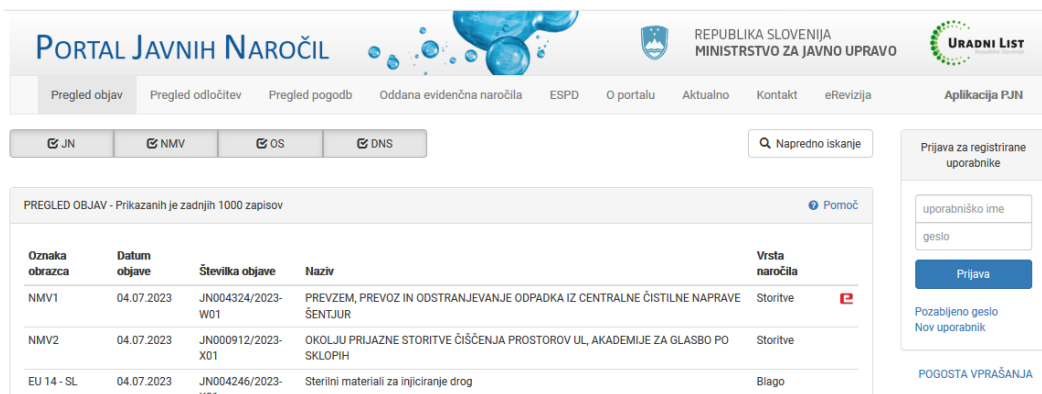 PORTAL JAVNIH NAROČIL
REPUBLIKA SLOVENIJA
MINISTRSTVO ZA JAVNO UPRAVO
URADNI LIST
Pregled objav Pregled odločitev Pregled pogodb Oddana evidenčna naročila ESPD O portalu Aktualno Kontakt eRevizija Aplikacija PJN
JN NMV OS DNS Napredno iskanje
Prijava za registrirane
uporabnike
PREGLED OBJAV - Prikazanih je zadnjih 1000 zapisov Pomoč
uporabniško ime
geslo
Prijava
Pozabljeno geslo
Nov uporabnik
POGOSTA VPRAŠANJA
Oznaka obrazca Datum objave Številka objave Naziv Vrsta naročila
NMV1 04.07.2023 JN004324/2023- PREVZEM, PREVOZ IN ODSTRANJEVANJE ODPADKA IZ CENTRALNE ČISTILNE NAPRAVE Storitve
W01 ŠENTJUR
NMV2 04.07.2023 JN000912/2023- OKOLJU PRIJAZNE STORITVE ČIŠČENJA PROSTOROV UL, AKADEMIJE ZA GLASBO PO Storitve
X01 SKLOPIH
EU 14 - SL 04.07.2023 JN004246/2023- Sterilni materiali za injiciranje drog Blago